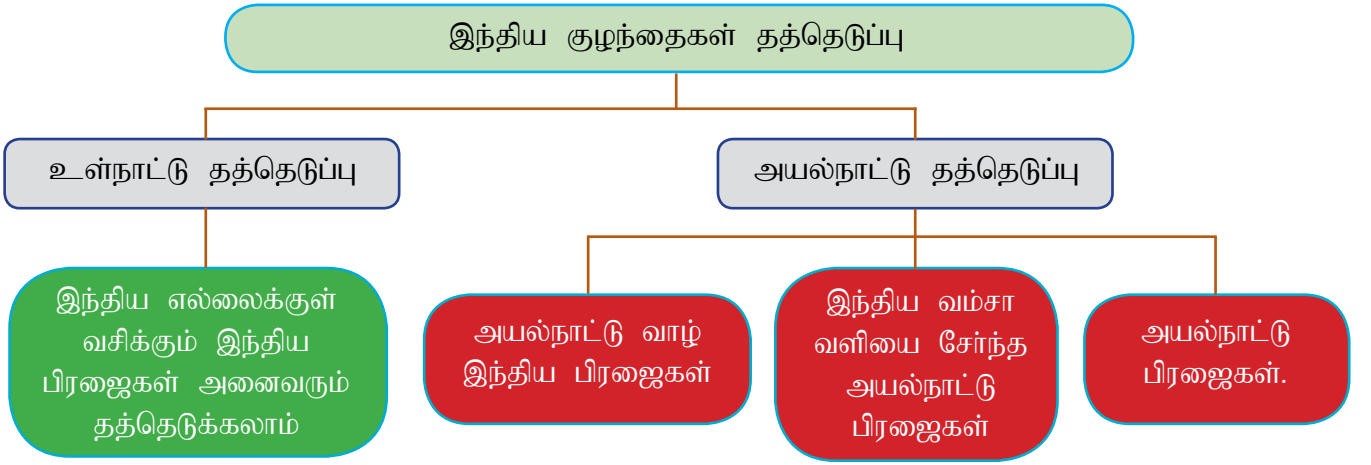 இந்திய குழந்தைகள் தத்தெடுப்பு
உள்நாட்டு தத்தெடுப்பு
அயல்நாட்டு தத்தெடுப்பு
இந்திய எல்லைக்குள்
வசிக்கும் இந்திய
பிரஜைகள் அனைவரும்
தத்தெடுக்கலாம்
அயல்நாட்டு வாழ்
இந்திய பிரஜைகள்
இந்திய வம்சா
வளியை சேர்ந்த
அயல்நாட்டு
பிரஜைகள்
அயல்நாட்டு
பிரஜைகள்.